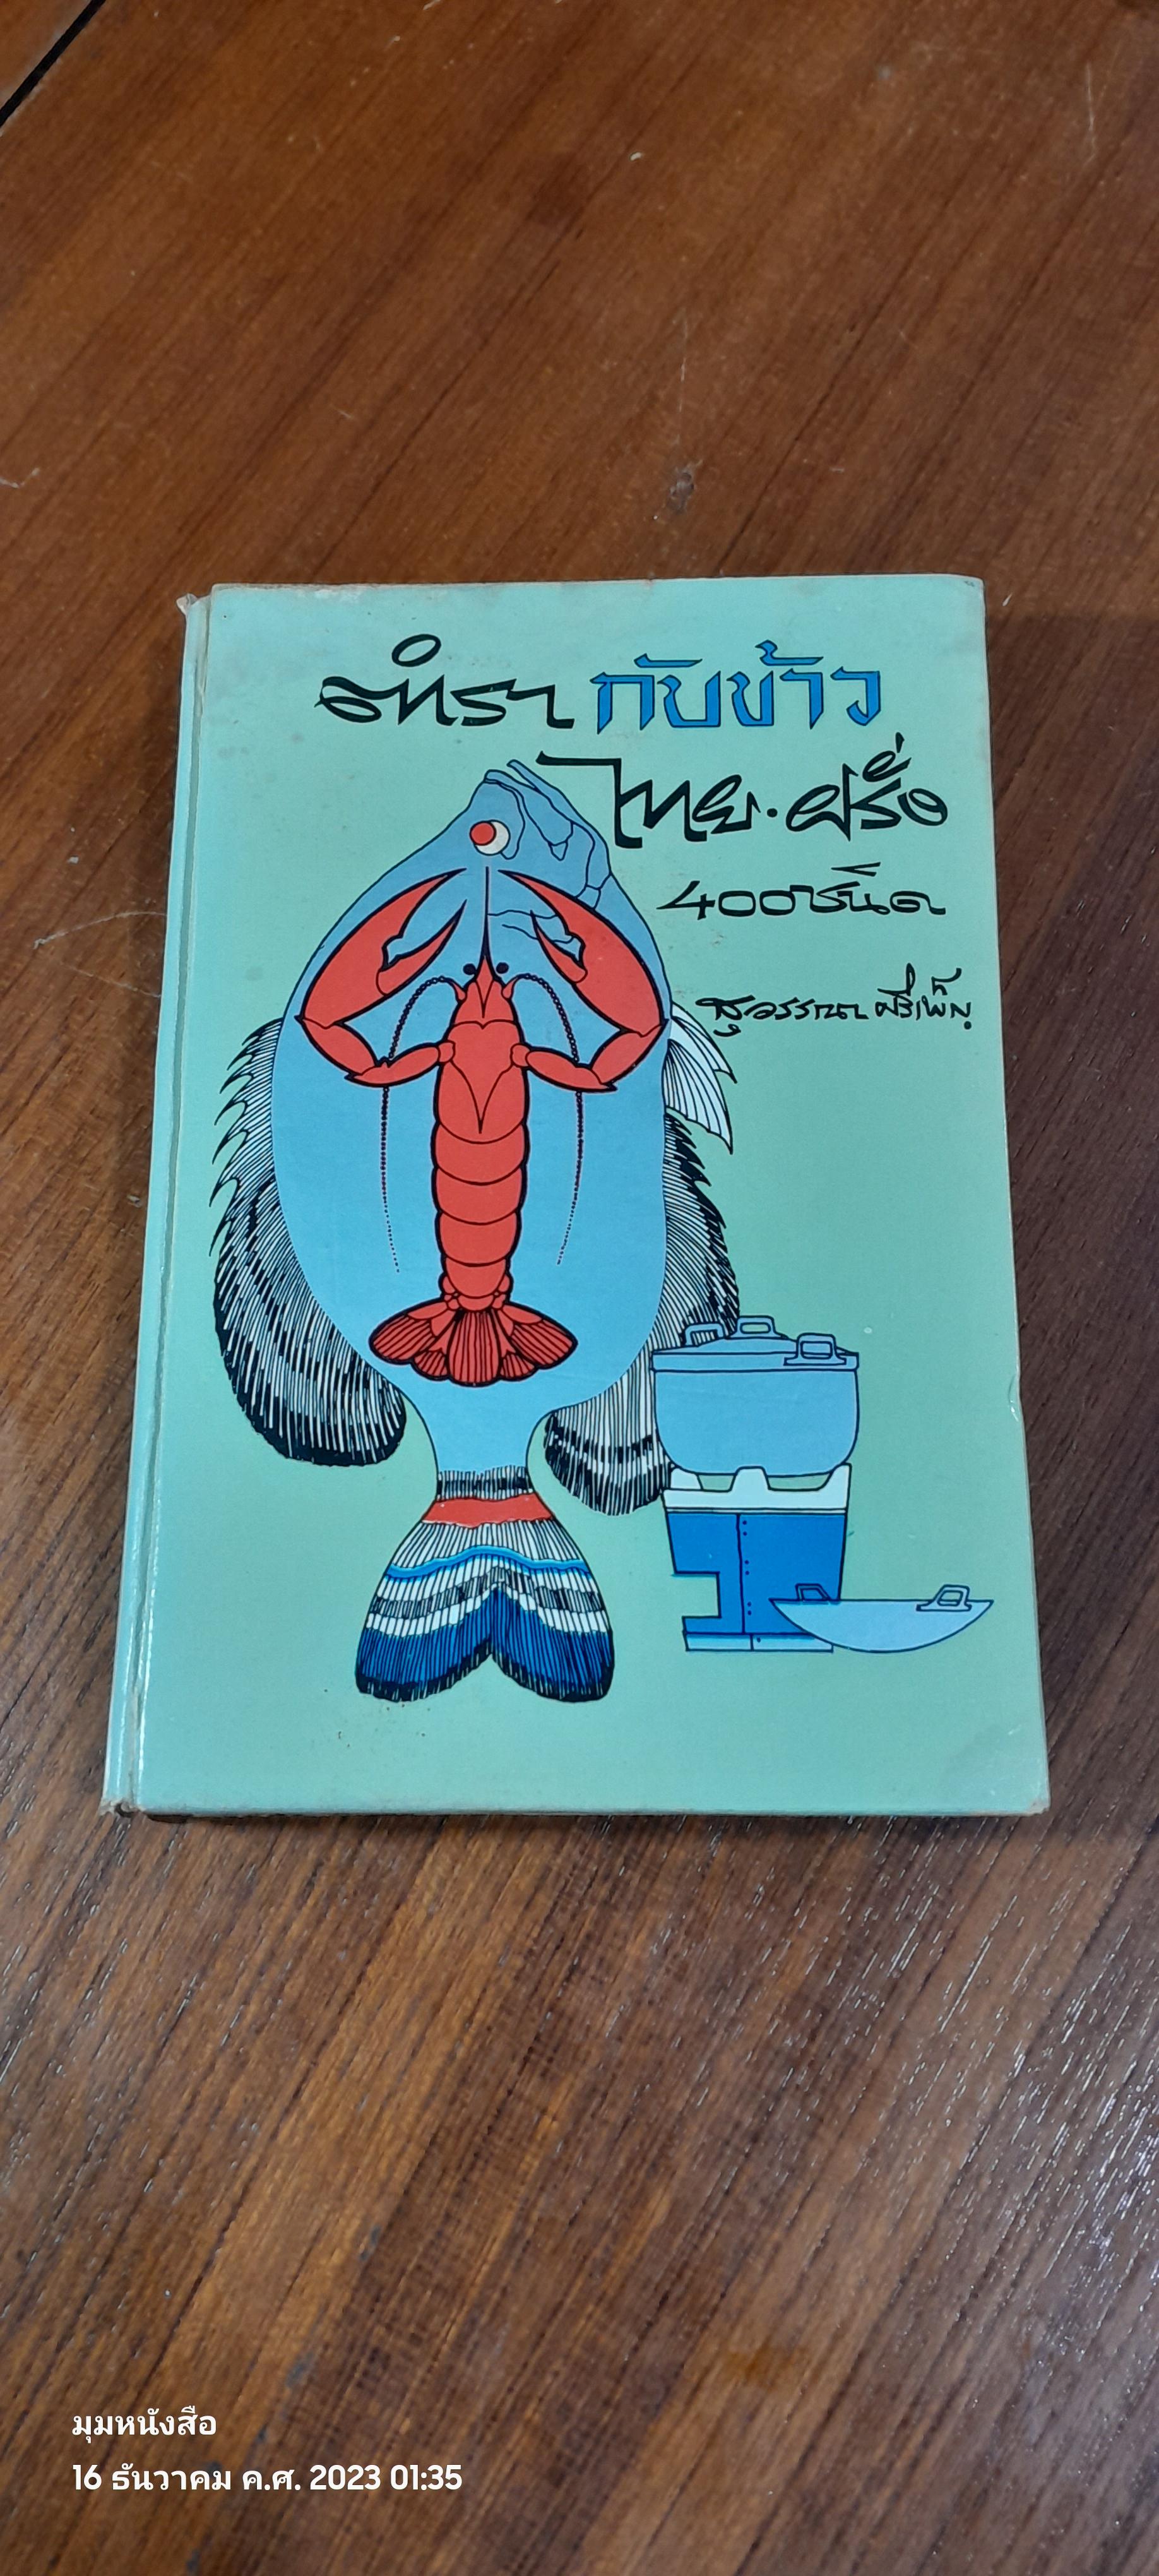 ตำรากับข้าว
ไทย·ฝรั่ง
400ชนิด
สุวรรณา ศรีเพ็ญ
มุมหนังสือ
16 ธันวาคม ค.ศ. 2023 01:35